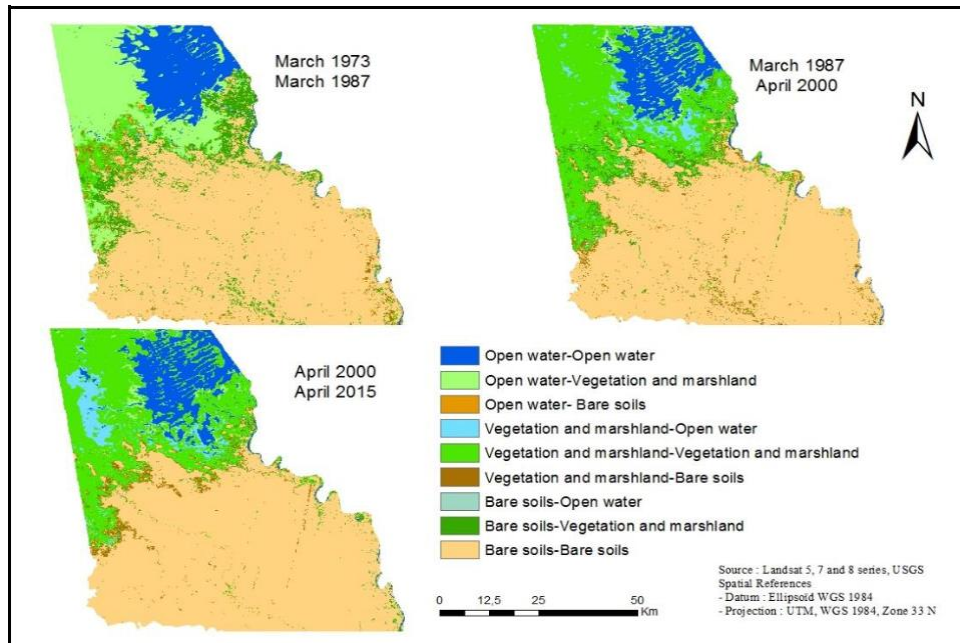 March 1973
March 1987
March 1987
April 2000
N
April 2000
April 2015
Open water-Open water
Open water-Vegetation and marshland
Open water- Bare soils
Vegetation and marshland-Open water
Vegetation and marshland-Vegetation and marshland
Vegetation and marshland-Bare soils
Bare soils-Open water
Bare soils-Vegetation and marshland
Bare soils-Bare soils
Source : Landsat 5, 7 and 8 series, USGS
Spatial References
- Datum : Ellipsoid WGS 1984
- Projection : UTM, WGS 1984, Zone 33 N
0 12,5 25 50
Km